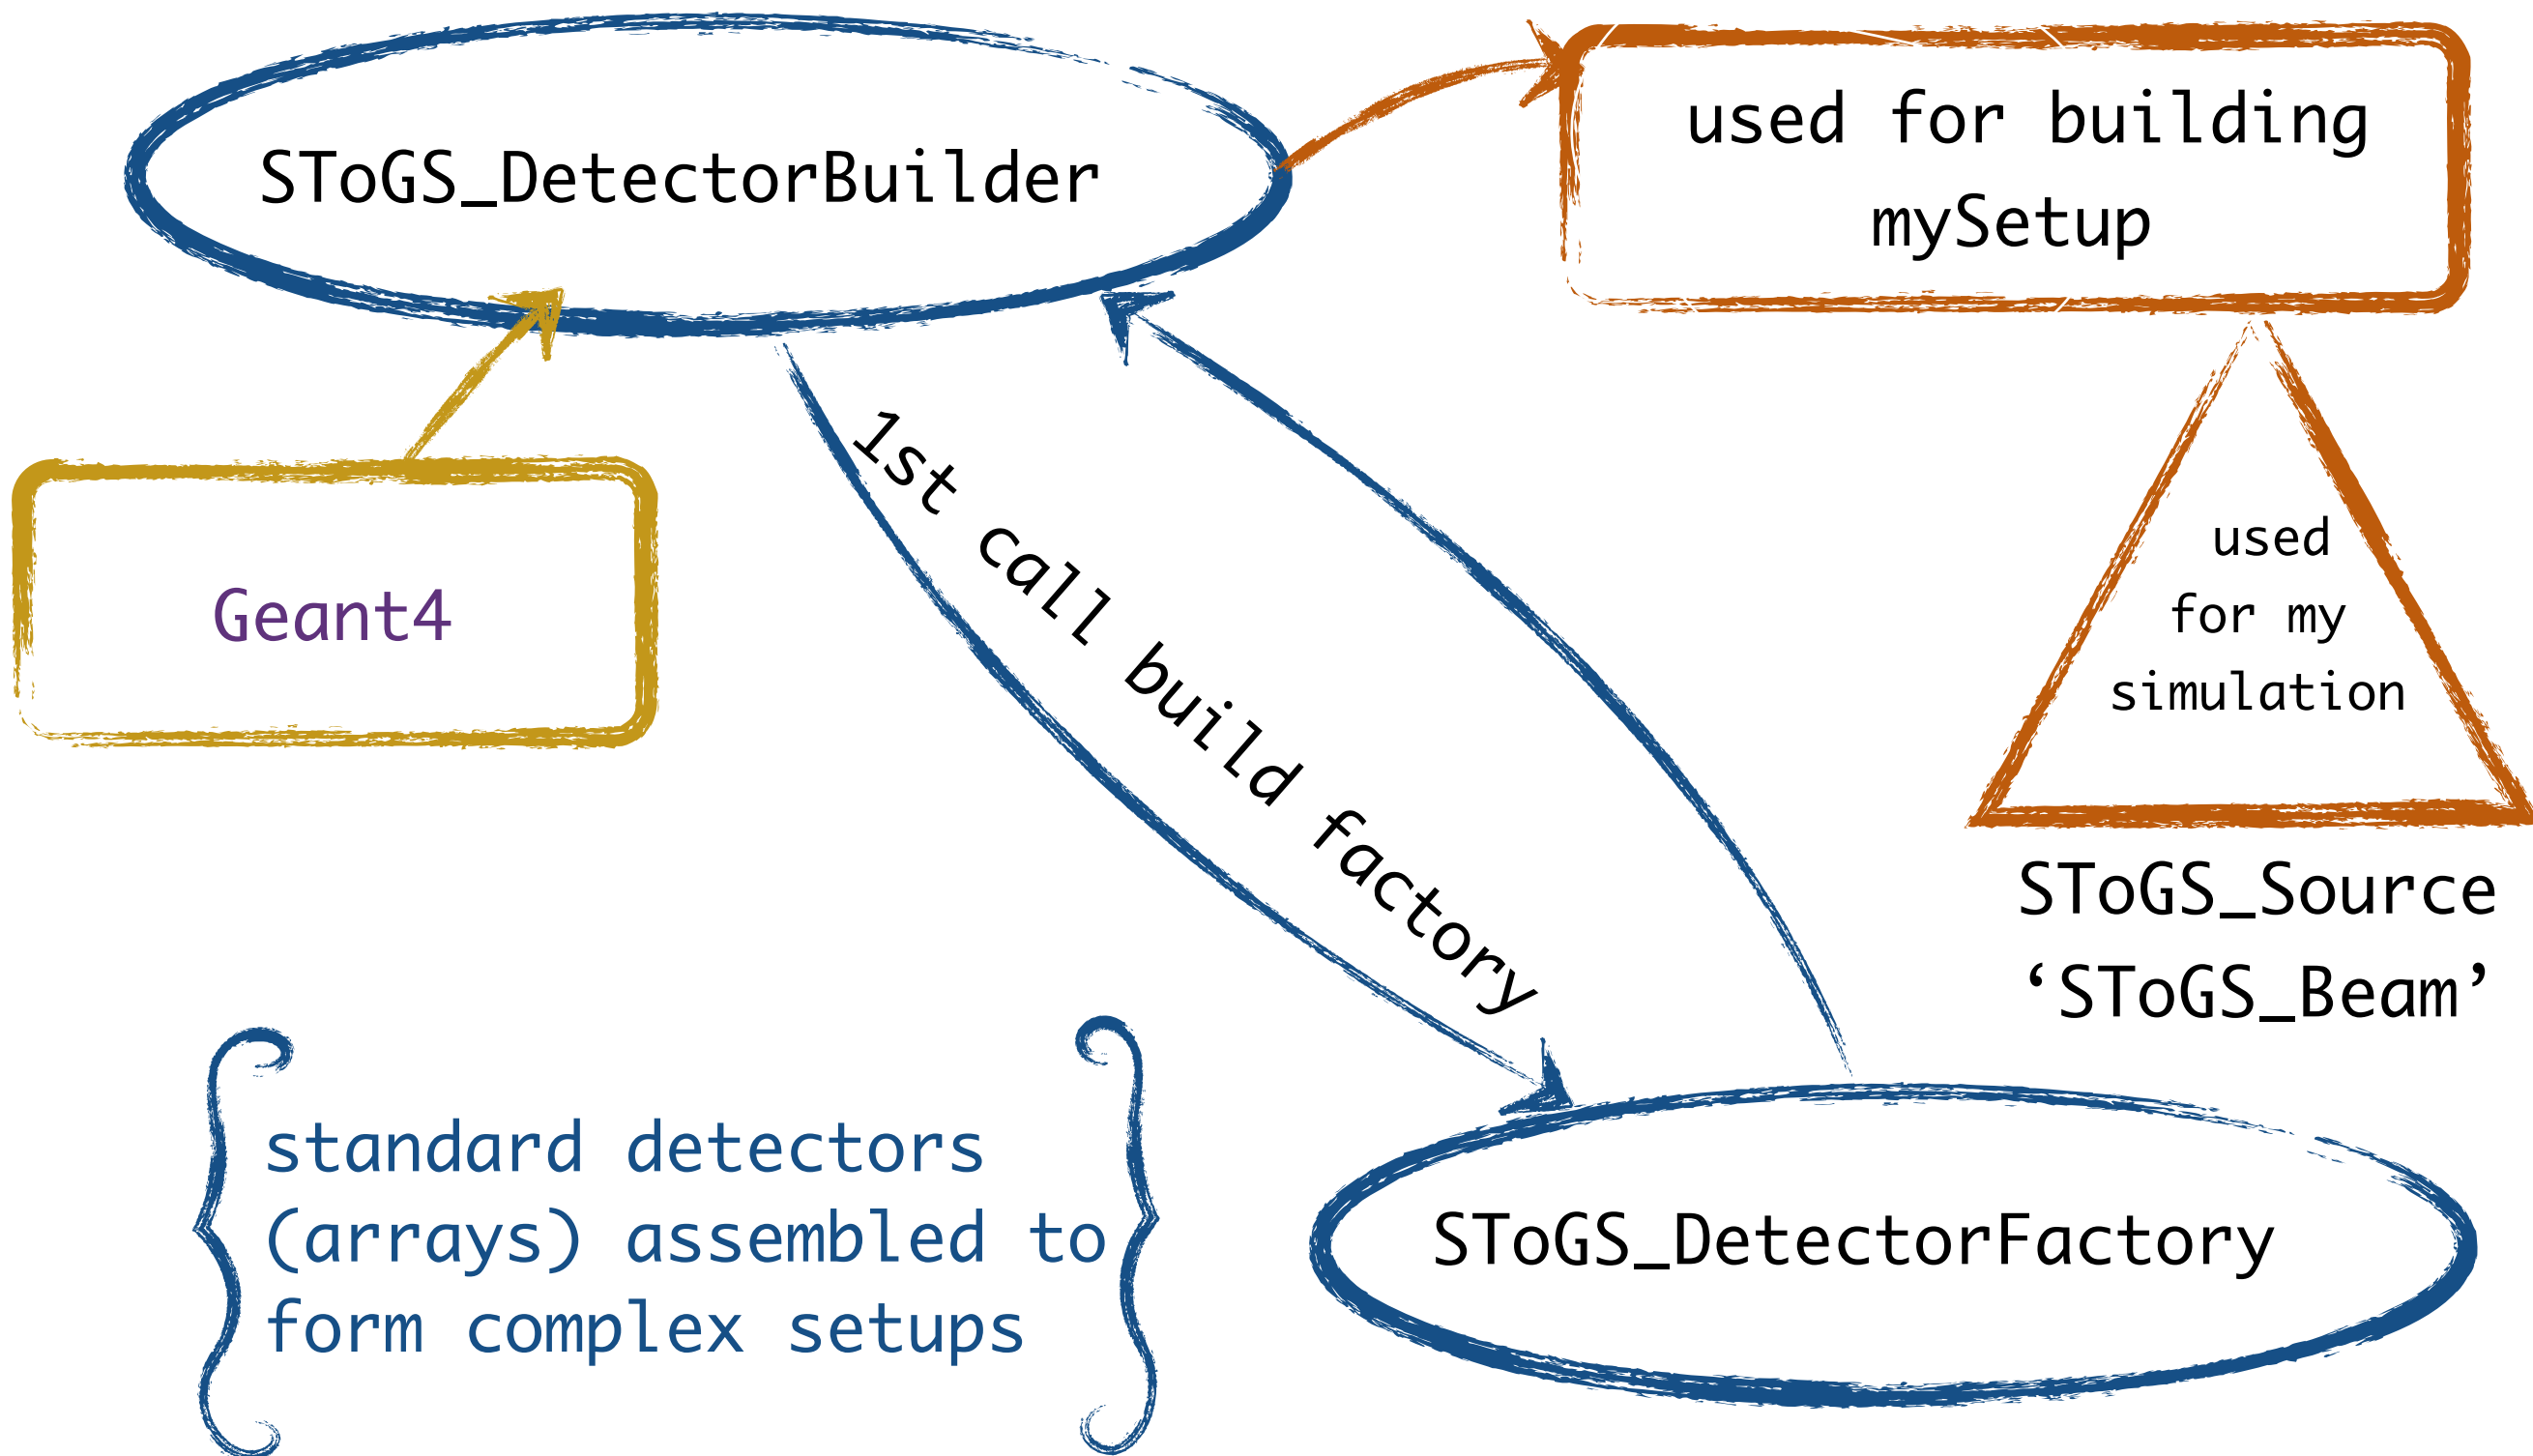 SToGS_DetectorBuilder
used for building
mySetup
Geant4
1st call build factory
used
for my
simulation
SToGS_Source
‘SToGS_Beam’
standard detectors
(arrays) assembled to
form complex setups
SToGS_DetectorFactory